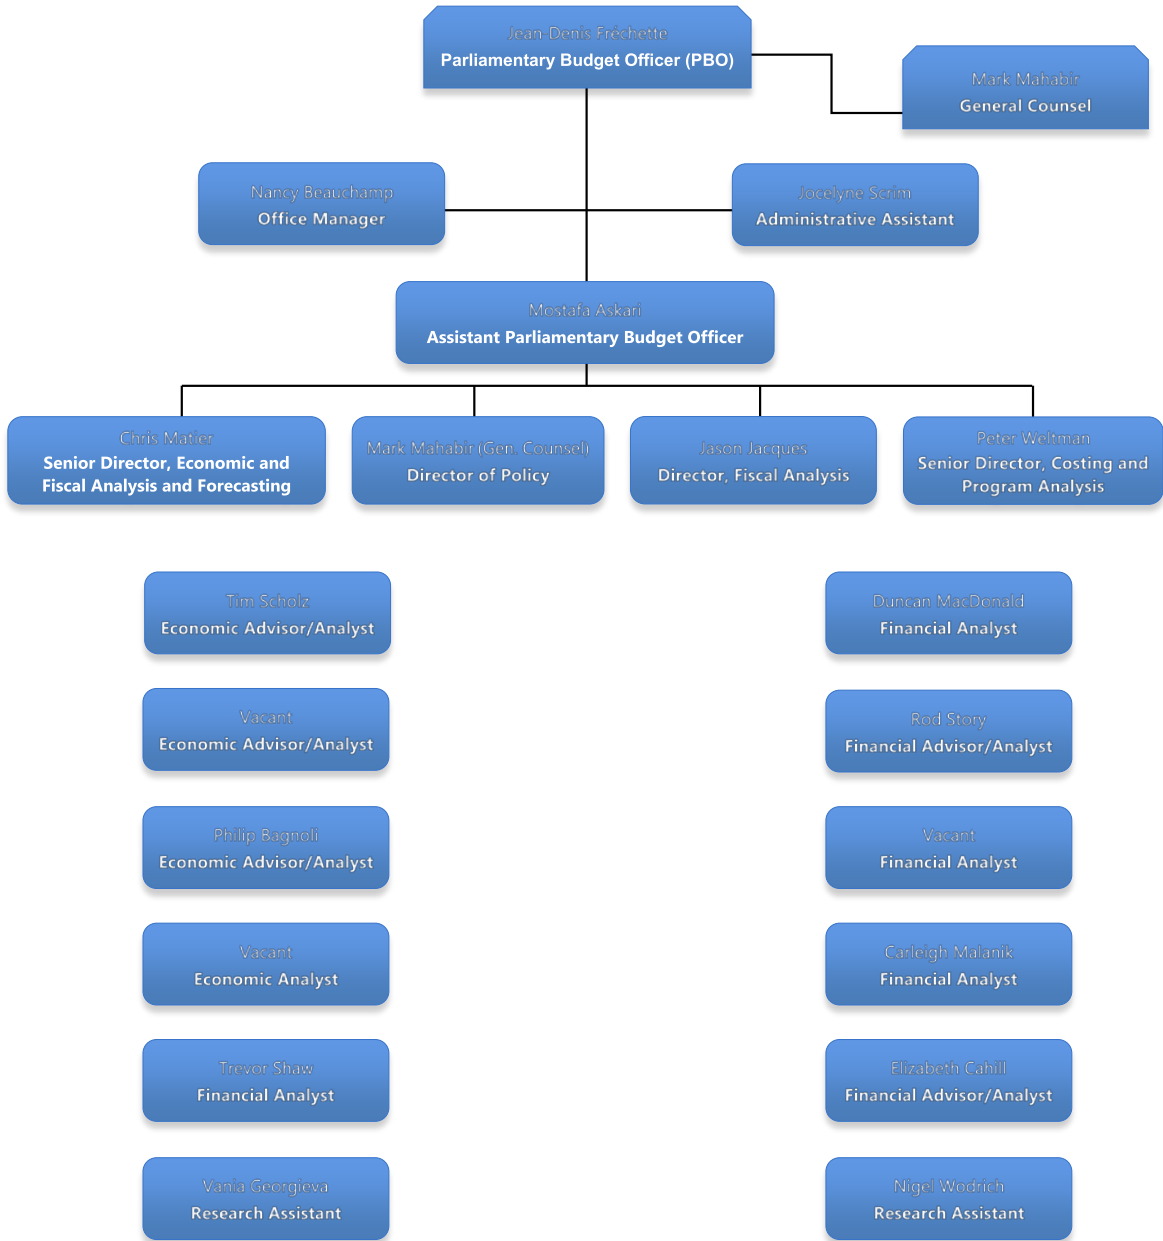 Jean-Denis Fréchette
Parliamentary Budget Officer (PBO)
Mark Mahabir
General Counsel
Nancy Beauchamp
Office Manager
Jocelyne Scrim
Administrative Assistant
Mostafa Askari
Assistant Parliamentary Budget Officer
Chris Matier
Senior Director, Economic and
Fiscal Analysis and Forecasting
Mark Mahabir (Gen. Counsel)
Director of Policy
Jason Jacques
Director, Fiscal Analysis
Peter Weltman
Senior Director, Costing and
Program Analysis
Tim Scholz
Economic Advisor/Analyst
Duncan MacDonald
Financial Analyst
Vacant
Economic Advisor/Analyst
Rod Story
Financial Advisor/Analyst
Philip Bagnoli
Economic Advisor/Analyst
Vacant
Financial Analyst
Vacant
Economic Analyst
Carleigh Malanik
Financial Analyst
Trevor Shaw
Financial Analyst
Elizabeth Cahill
Financial Advisor/Analyst
Vania Georgieva
Research Assistant
Nigel Wodrich
Research Assistant